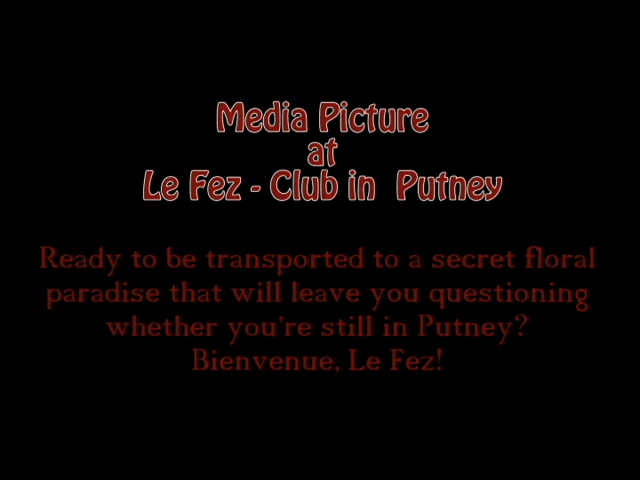 Media Picture
at
Le Fez - Club in Putney
Ready to be transported to a secret floral
paradise that will leave you questioning
whether you're still in Putney?
Bienvenue, Le Fez!